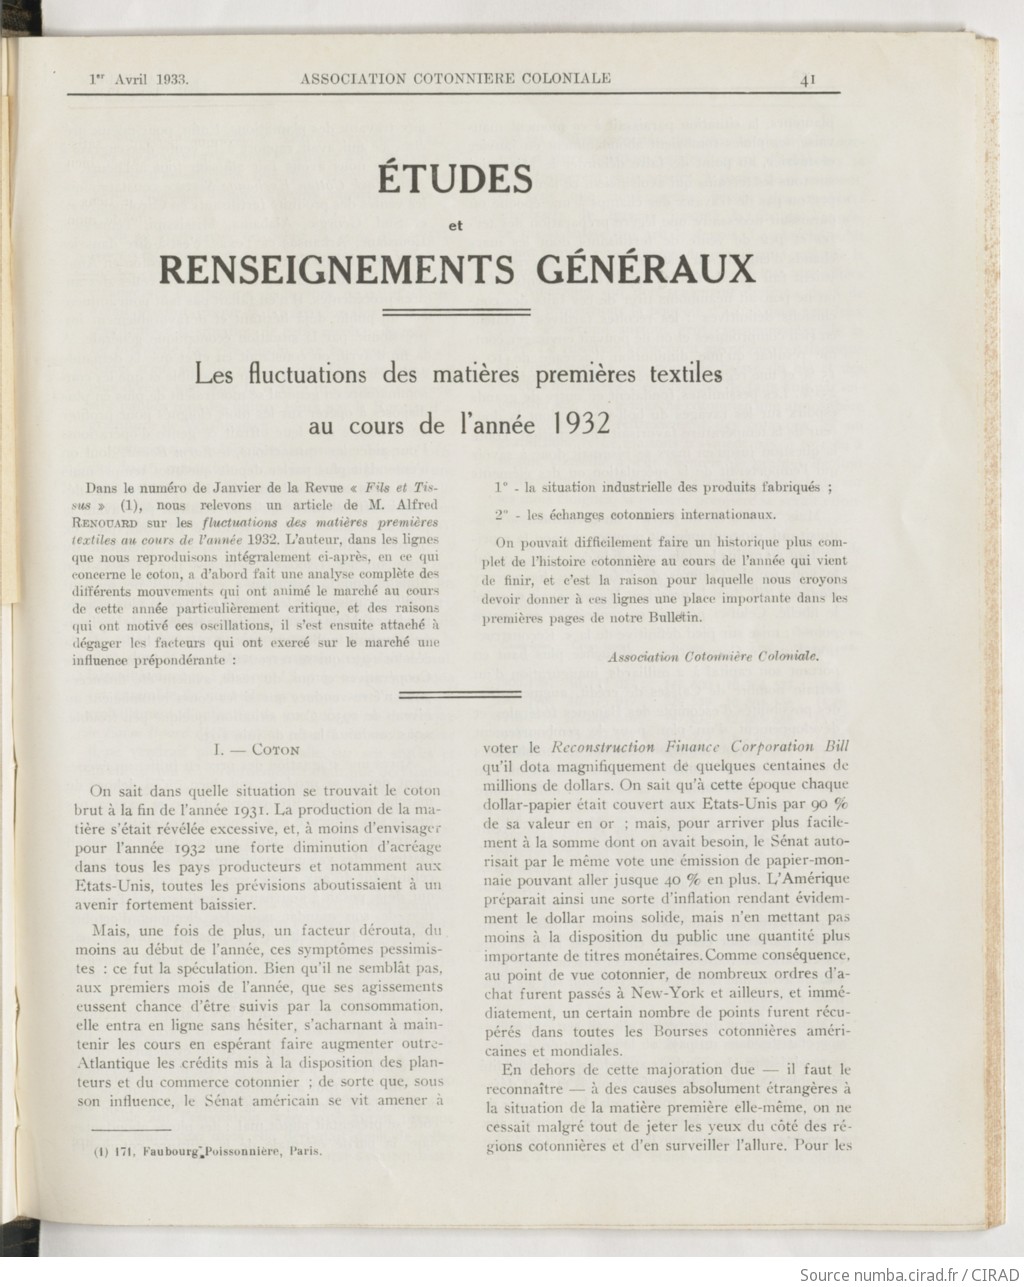 1er Avril 1933. ASSOCIATION COTONNIERE COLONIALE 41
ÉTUDES
et
RENSEIGNEMENTS GÉNÉRAUX
Les fluctuations des matières premières textiles
au cours de l'année 1932
Dans le numéro de Janvier de la Revue « Fils et Tis-
sus » (1), nous relevons un article de M. Alfred
RENOUARD sur les fluctuations des matières premières
textiles au cours de l'année 1932. L'auteur, dans les lignes
que nous reproduisons intégralement ci-après, en ce qui
concerne le coton, a d'abord fait une analyse complète des
différents mouvements qui ont animé le marché au cours
de cette année particulièrement critique, et des raisons
qui ont motivé ces oscillations, il s'est ensuite attaché à
dégager les facteurs qui ont exercé sur le marché une
influence prépondérante :
1° - la situation industrielle des produits fabriqués ;
2° - les échanges cotonniers internationaux.
On pouvait difficilement faire un historique plus com-
plet de l'histoire cotonnière au cours de l'année qui vient
de finir, et c'est la raison pour laquelle nous croyons
devoir donner à ces lignes une place importante dans les
premières pages de notre Bulletin.
Association Cotonnière Coloniale.
I. — COTON
On sait dans quelle situation se trouvait le coton
brut à la fin de l'année 1931. La production de la ma-
tière s'était révélée excessive, et, à moins d'envisager
pour l'année 1932 une forte diminution d'acréage
dans tous les pays producteurs et notamment aux
Etats-Unis, toutes les prévisions aboutissaient à un
avenir fortement baissier.
Mais, une fois de plus, un facteur dérouta, du
moins au début de l'année, ces symptômes pessimis-
tes : ce fut la spéculation. Bien qu'il ne semblât pas,
aux premiers mois de l'année, que ses agissements
eussent chance d'être suivis par la consommation,
elle entra en ligne sans hésiter, s'acharnant à main-
tenir les cours en espérant faire augmenter outre-
Atlantique les crédits mis à la disposition des plan-
teurs et du commerce cotonnier ; de sorte que, sous
son influence, le Sénat américain se vit amener à
(1) 171, Faubourg Poissonnière, Paris.
voter le Reconstruction Finance Corporation Bill
qu'il dota magnifiquement de quelques centaines de
millions de dollars. On sait qu'à cette époque chaque
dollar-papier était couvert aux Etats-Unis par 90 %
de sa valeur en or ; mais, pour arriver plus facile-
ment à la somme dont on avait besoin, le Sénat auto-
risait par le même vote une émission de papier-mon-
naie pouvant aller jusque 40 % en plus. L'Amérique
préparait ainsi une sorte d'inflation rendant évidem-
ment le dollar moins solide, mais n'en mettant pas
moins à la disposition du public une quantité plus
importante de titres monétaires. Comme conséquence,
au point de vue cotonnier, de nombreux ordres d'a-
chat furent passés à New-York et ailleurs, et immé-
diatement, un certain nombre de points furent récu-
pérés dans toutes les Bourses cotonnières améri-
caines et mondiales.
En dehors de cette majoration due — il faut le
reconnaître — à des causes absolument étrangères à
la situation de la matière première elle-même, on ne
cessait malgré tout de jeter les yeux du côté des ré-
gions cotonnières et d'en surveiller l'allure. Pour les
Source numba.cirad.fr / CIRAD